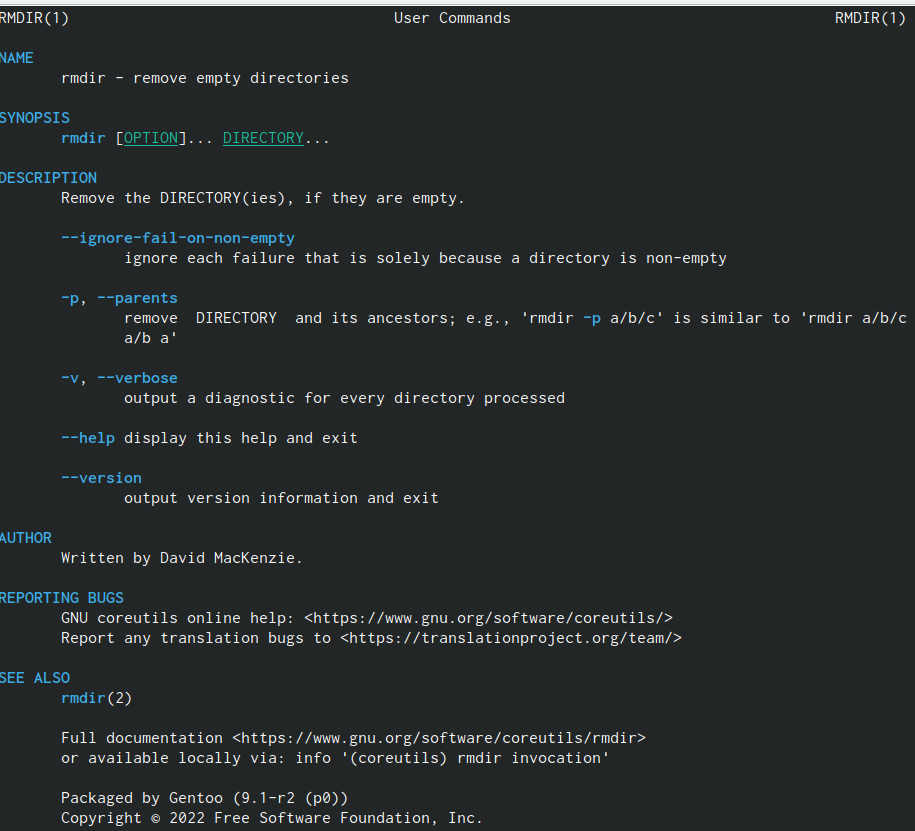 RMDIR(1) User Commands RMDIR(1)
NAME
rmdir - remove empty directories
SYNOPSIS
rmdir [OPTION]... DIRECTORY...
DESCRIPTION
Remove the DIRECTORY(ies), if they are empty.
--ignore-fail-on-non-empty
ignore each failure that is solely because a directory is non-empty
-p, --parents
remove DIRECTORY and its ancestors; e.g., 'rmdir -p a/b/c' is similar to 'rmdir a/b/c
a/b a'
-v, --verbose
output a diagnostic for every directory processed
--help display this help and exit
--version
output version information and exit
AUTHOR
Written by David MacKenzie.
REPORTING BUGS
GNU coreutils online help: <https://www.gnu.org/software/coreutils/>
Report any translation bugs to <https://translationproject.org/team/>
SEE ALSO
rmdir(2)
Full documentation <https://www.gnu.org/software/coreutils/rmdir>
or available locally via: info '(coreutils) rmdir invocation'
Packaged by Gentoo (9.1-r2 (p0))
Copyright © 2022 Free Software Foundation, Inc.